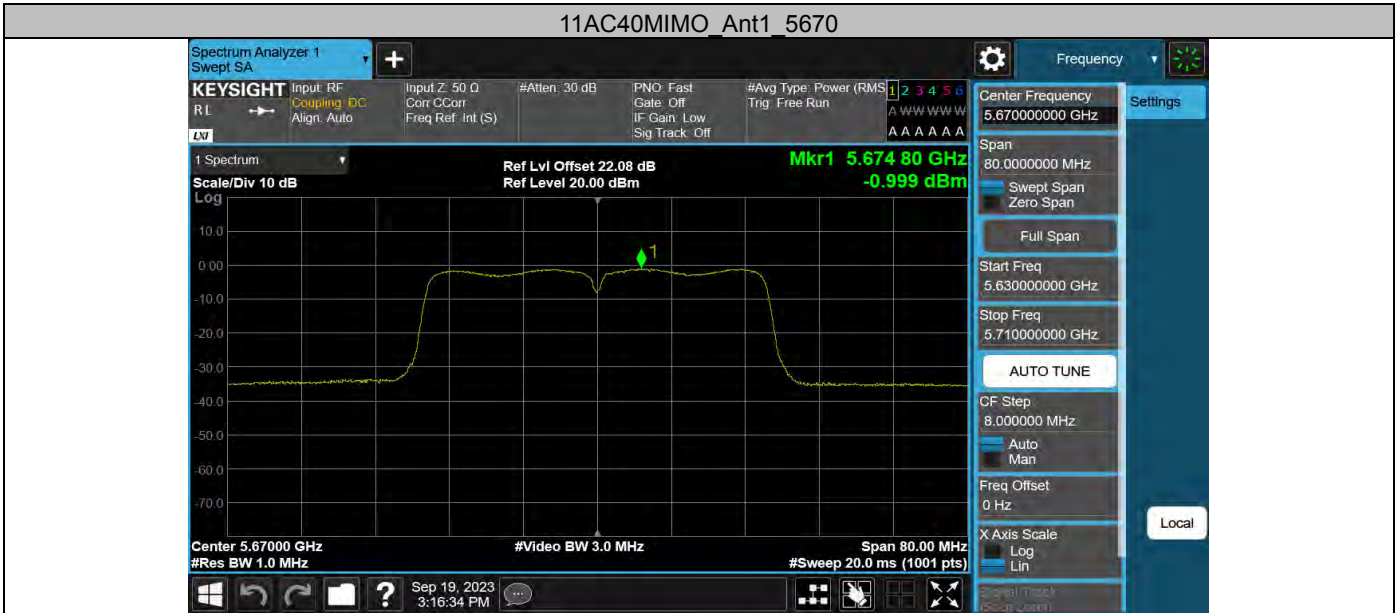 11AC40MIMO_Ant1_5670
Spectrum Analyzer 1
Swept SA
+
Frequency
KEYSIGHT
RL
LXI
Input: RF
Coupling: DC
Align: Auto
Input Z: 50 Ω
Corr CCorr
Freq Ref: Int (S)
#Atten: 30 dB
PNO: Fast
Gate: Off
IF Gain: Low
Sig Track: Off
#Avg Type: Power (RMS
Trig: Free Run
1 2 3 4 5 6
A W W W W W
A A A A A A
1 Spectrum
Scale/Div 10 dB
Ref Lvl Offset 22.08 dB
Ref Level 20.00 dBm
Mkr1 5.674 80 GHz
-0.999 dBm
Log
10.0
0.00
-10.0
-20.0
-30.0
-40.0
-50.0
-60.0
-70.0
1
Center 5.67000 GHz
#Res BW 1.0 MHz
#Video BW 3.0 MHz
Span 80.00 MHz
#Sweep 20.0 ms (1001 pts)
Center Frequency
5.670000000 GHz
Settings
Span
80.0000000 MHz
Swept Span
Zero Span
Full Span
Start Freq
5.630000000 GHz
Stop Freq
5.710000000 GHz
AUTO TUNE
CF Step
8.000000 MHz
Auto
Man
Freq Offset
0 Hz
X Axis Scale
Log
Lin
Signal Track
(Span Zoom)
Local
?
Sep 19, 2023
3:16:34 PM